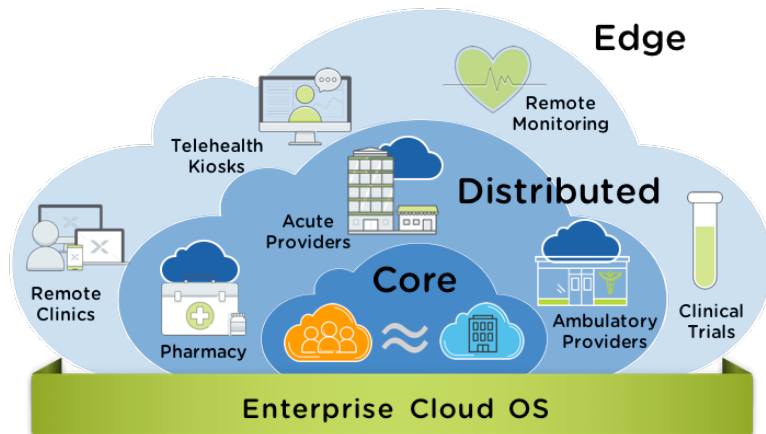 Edge
Remote
Monitoring
Telehealth
Kiosks
Distributed
Acute
Providers
Core
Remote
Clinics
Pharmacy
Ambulatory
Providers
Clinical
Trials
Enterprise Cloud OS